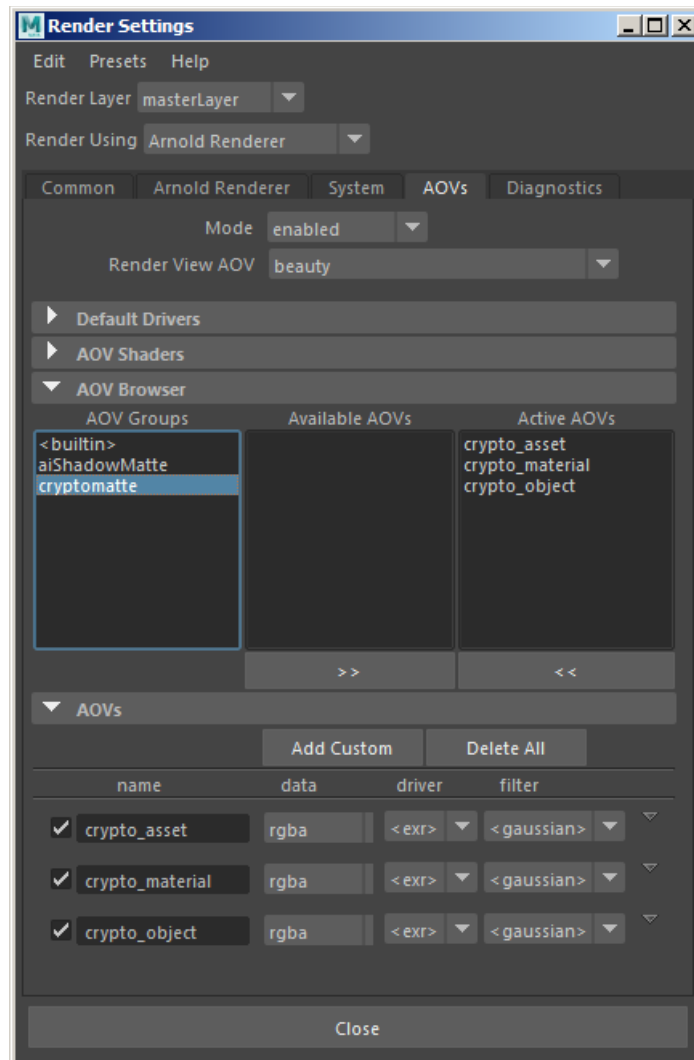 Render Settings
Edit Presets Help
Render Layer masterLayer
Render Using Arnold Renderer
Common Arnold Renderer System AOVs Diagnostics
Mode enabled
Render View AOV beauty
Default Drivers
AOV Shaders
AOV Browser
AOV Groups Available AOVs Active AOVs
<builtin> crypto_asset
aiShadowMatte crypto_material
cryptomatte crypto_object
>> <<
AOVs
Add Custom Delete All
name data driver filter
crypto_asset rgba <exr> <gaussian>
crypto_material rgba <exr> <gaussian>
crypto_object rgba <exr> <gaussian>
Close